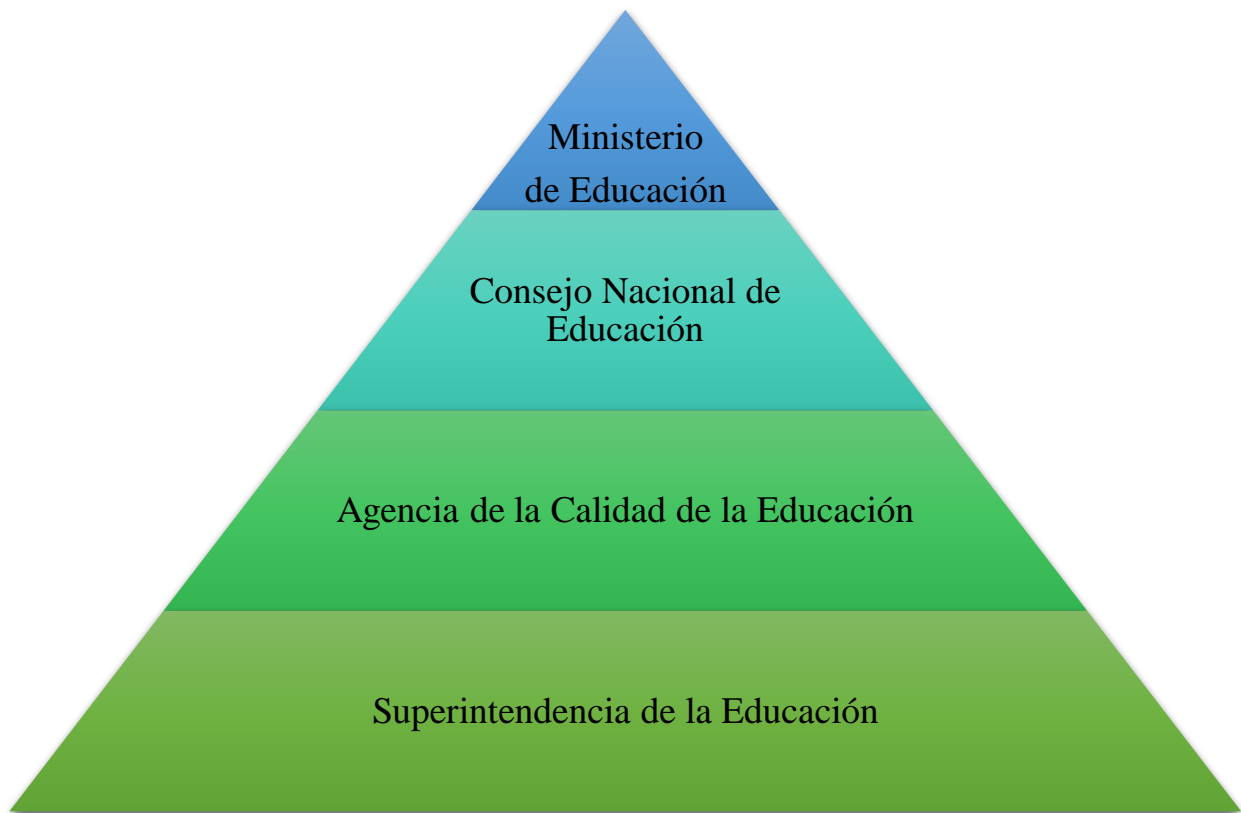 Ministerio
de Educación
Consejo Nacional de
Educación
Agencia de la Calidad de la Educación
Superintendencia de la Educación